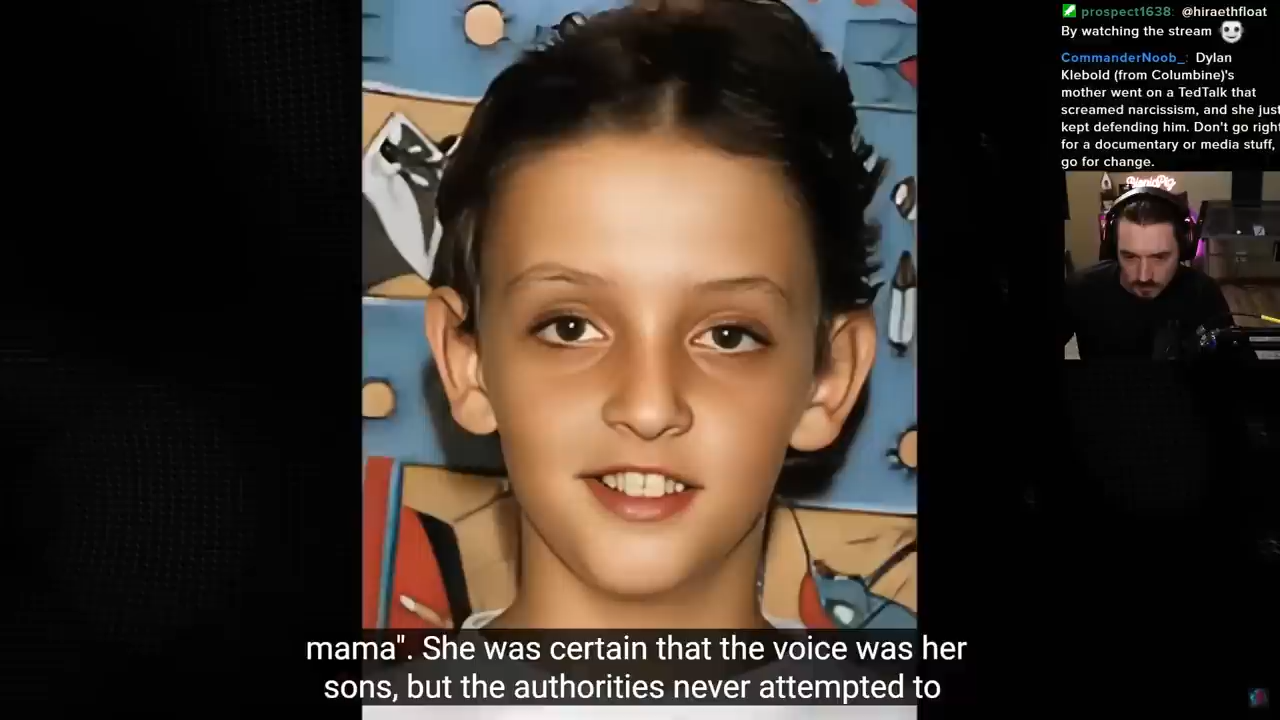 prospect1638: @hiraethfloat
By watching the stream
CommanderNoob_: Dylan
Klebold (from Columbine)'s
mother went on a TedTalk that
screamed narcissism, and she just
kept defending him. Don't go right
for a documentary or media stuff,
go for change.
BionicPig
mama". She was certain that the voice was her
sons, but the authorities never attempted to